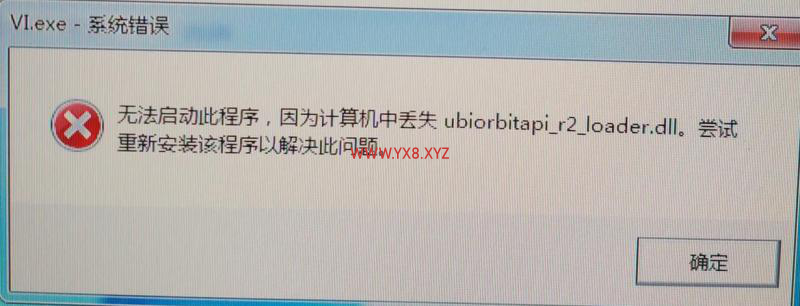 VI.exe - 系统错误
无法启动此程序，因为计算机中丢失 ubiorbitapi_r2_loader.dll。尝试
重新安装该程序以解决此问题。
WWW.YX8.XYZ
确定